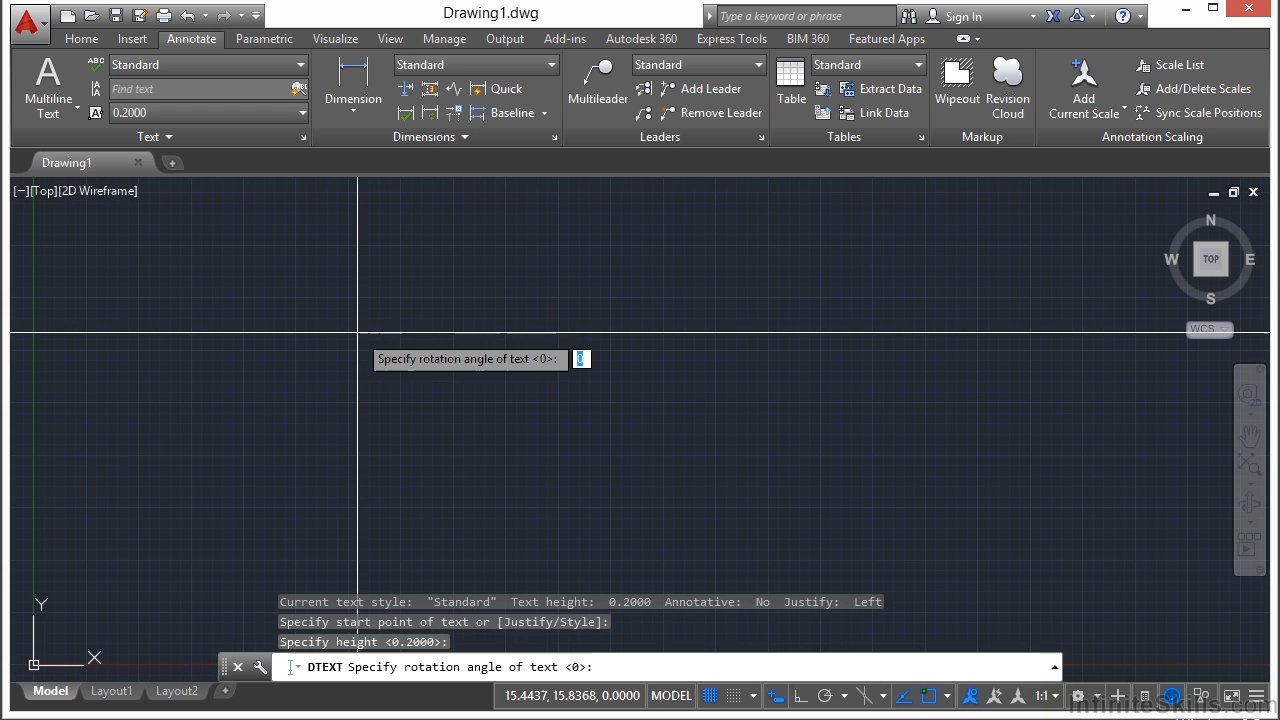 Drawing1.dwg
Type a keyword or phrase
Sign In
Home Insert Annotate Parametric Visualize View Manage Output Add-ins Autodesk 360 Express Tools BIM 360 Featured Apps
A
Multiline
Text
ABC
Standard
Find text
0.2000
Text
Dimension
Standard
Quick
Baseline
Dimensions
Multileader
Standard
Add Leader
Remove Leader
Leaders
Table
Standard
Extract Data
Link Data
Tables
Wipeout
Revision
Cloud
Markup
Add
Current Scale
Scale List
Add/Delete Scales
Sync Scale Positions
Annotation Scaling
Drawing1
[−][Top][2D Wireframe]
N
W TOP E
S
WCS
Specify rotation angle of text <0>: 0
Y
X
Current text style: "Standard" Text height: 0.2000 Annotative: No Justify: Left
Specify start point of text or [Justify/Style]:
Specify height <0.2000>:
DTEXT Specify rotation angle of text <0>:
Model Layout1 Layout2
15.4437, 15.8368, 0.0000 MODEL 1:1
InfiniteSkills.com